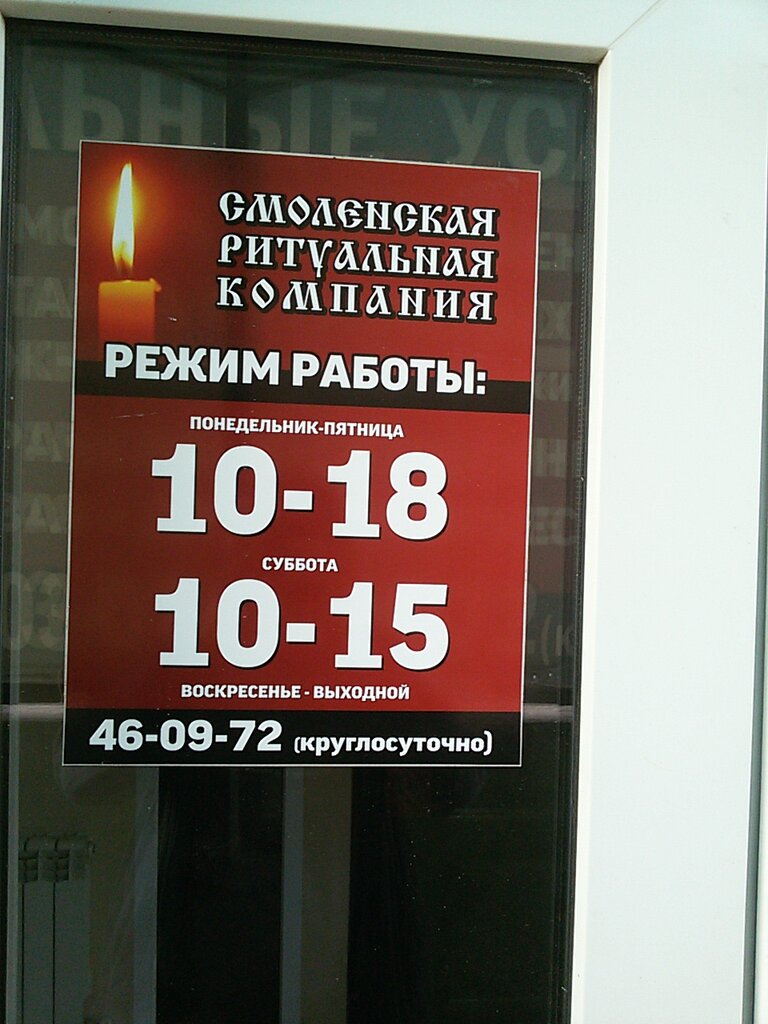 СМОЛЕНСКАЯ
РИТУАЛЬНАЯ
КОМПАНИЯ
РЕЖИМ РАБОТЫ:
ПОНЕДЕЛЬНИК-ПЯТНИЦА
10-18
СУББОТА
10-15
ВОСКРЕСЕНЬЕ - ВЫХОДНОЙ
46-09-72 (круглосуточно)